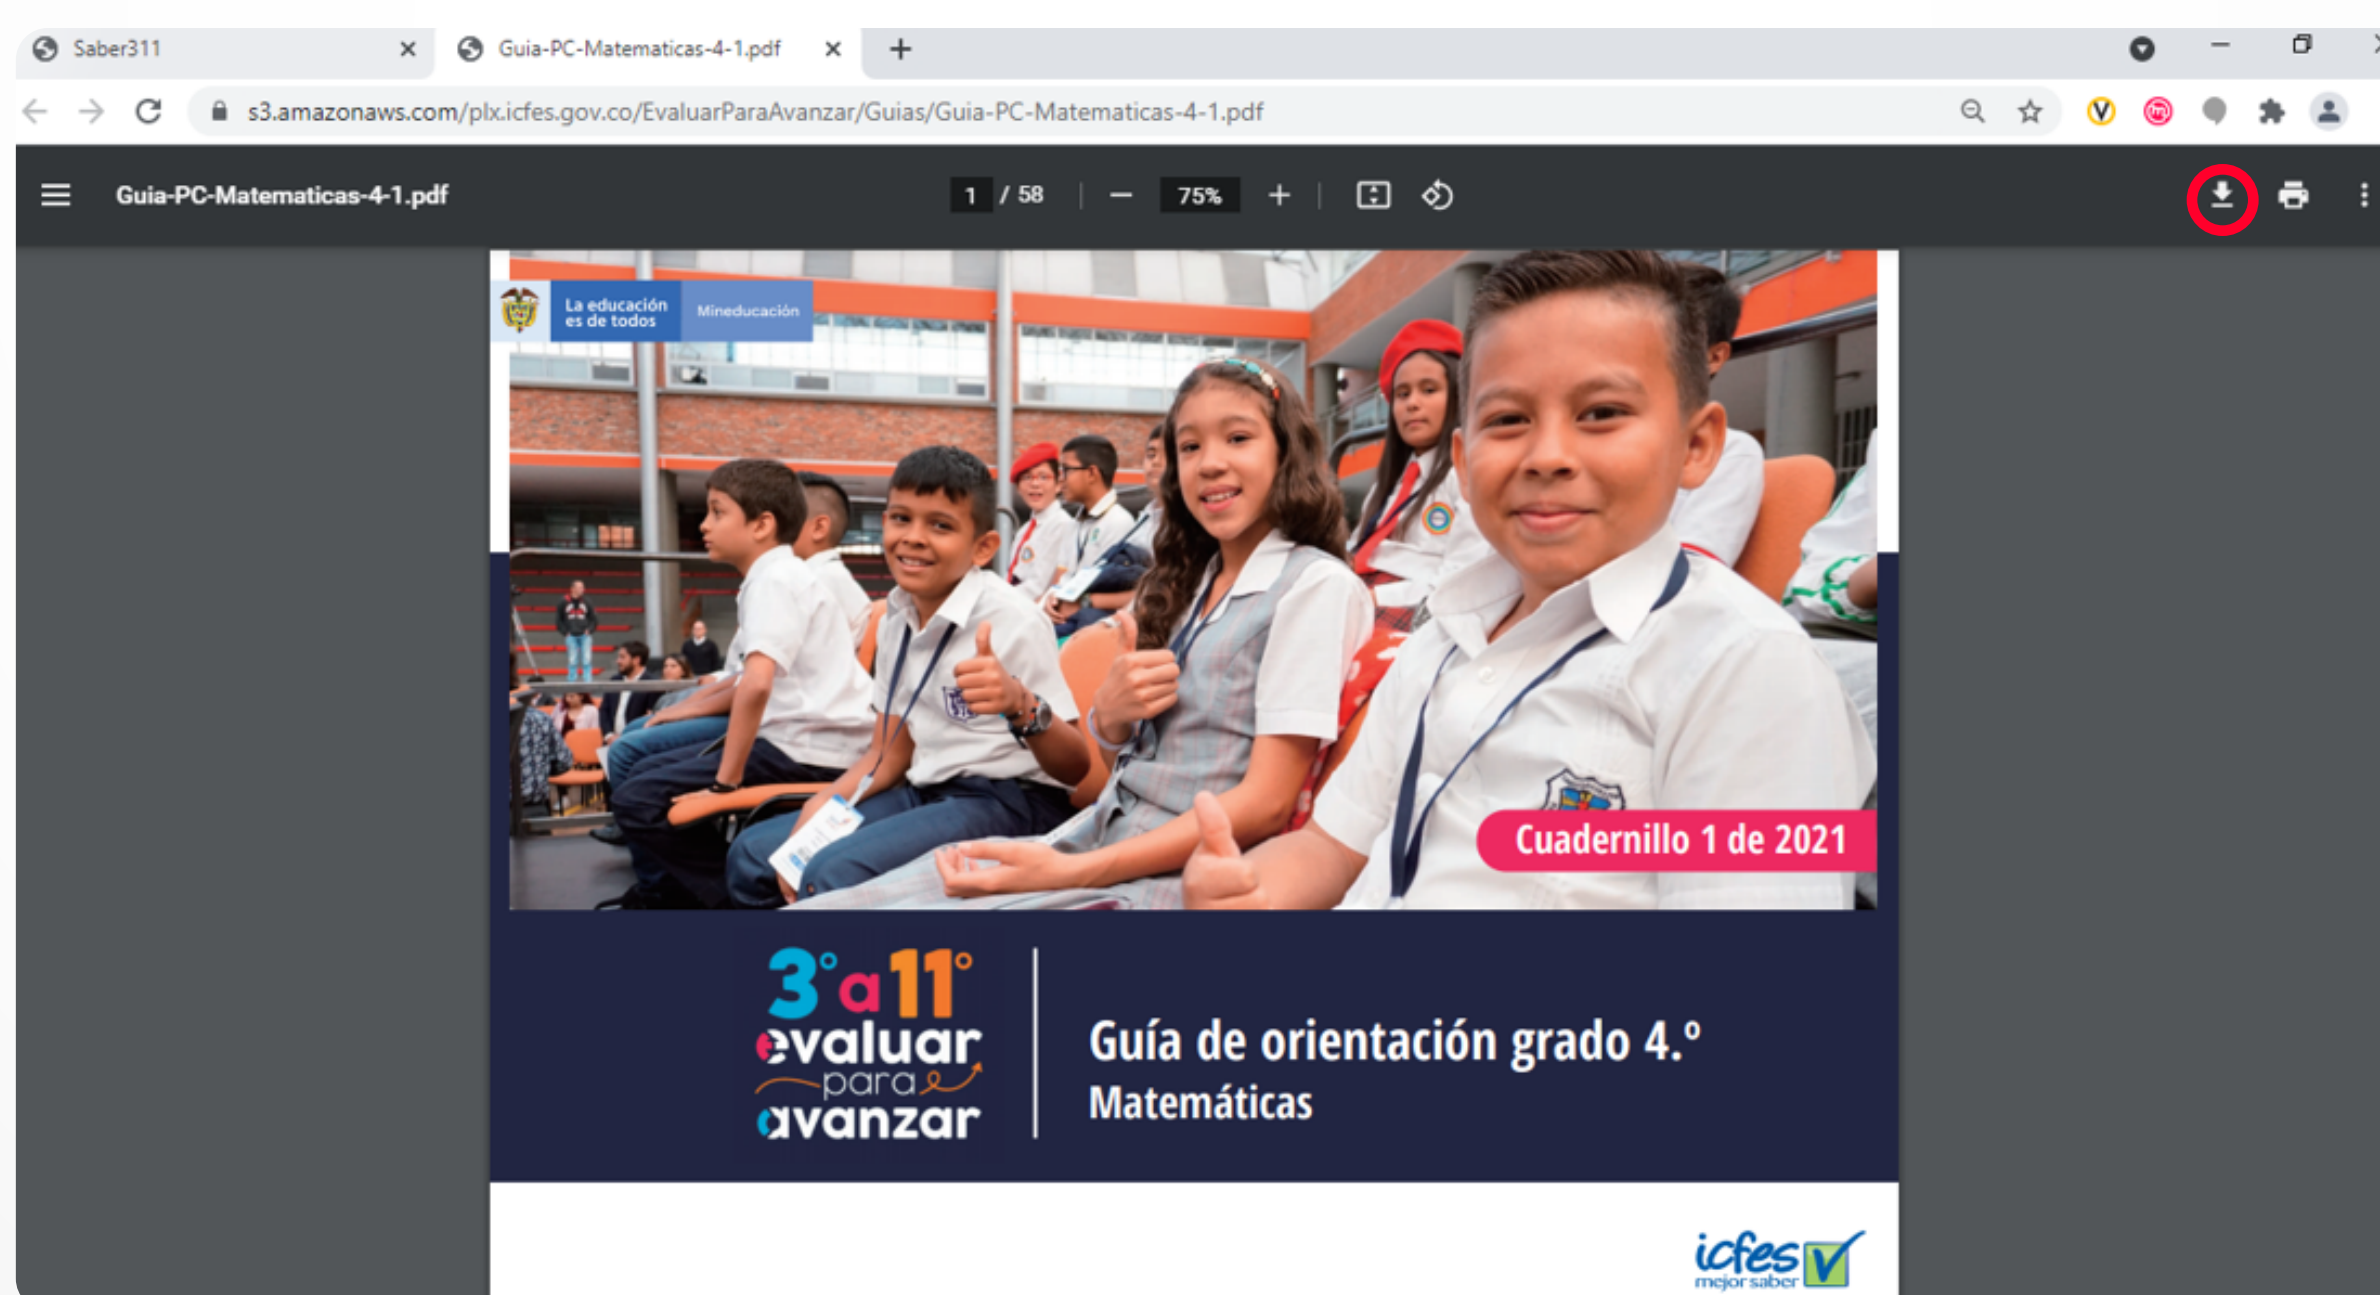 Saber311
Guia-PC-Matematicas-4-1.pdf
s3.amazonaws.com/plx.icfes.gov.co/EvaluarParaAvanzar/Guias/Guia-PC-Matematicas-4-1.pdf
Guia-PC-Matematicas-4-1.pdf
1 / 58
75%
La educación
es de todos
Mineducación
Cuadernillo 1 de 2021
3° a 11°
evaluar
para
avanzar
Guía de orientación grado 4.º
Matemáticas
icfes
mejor saber